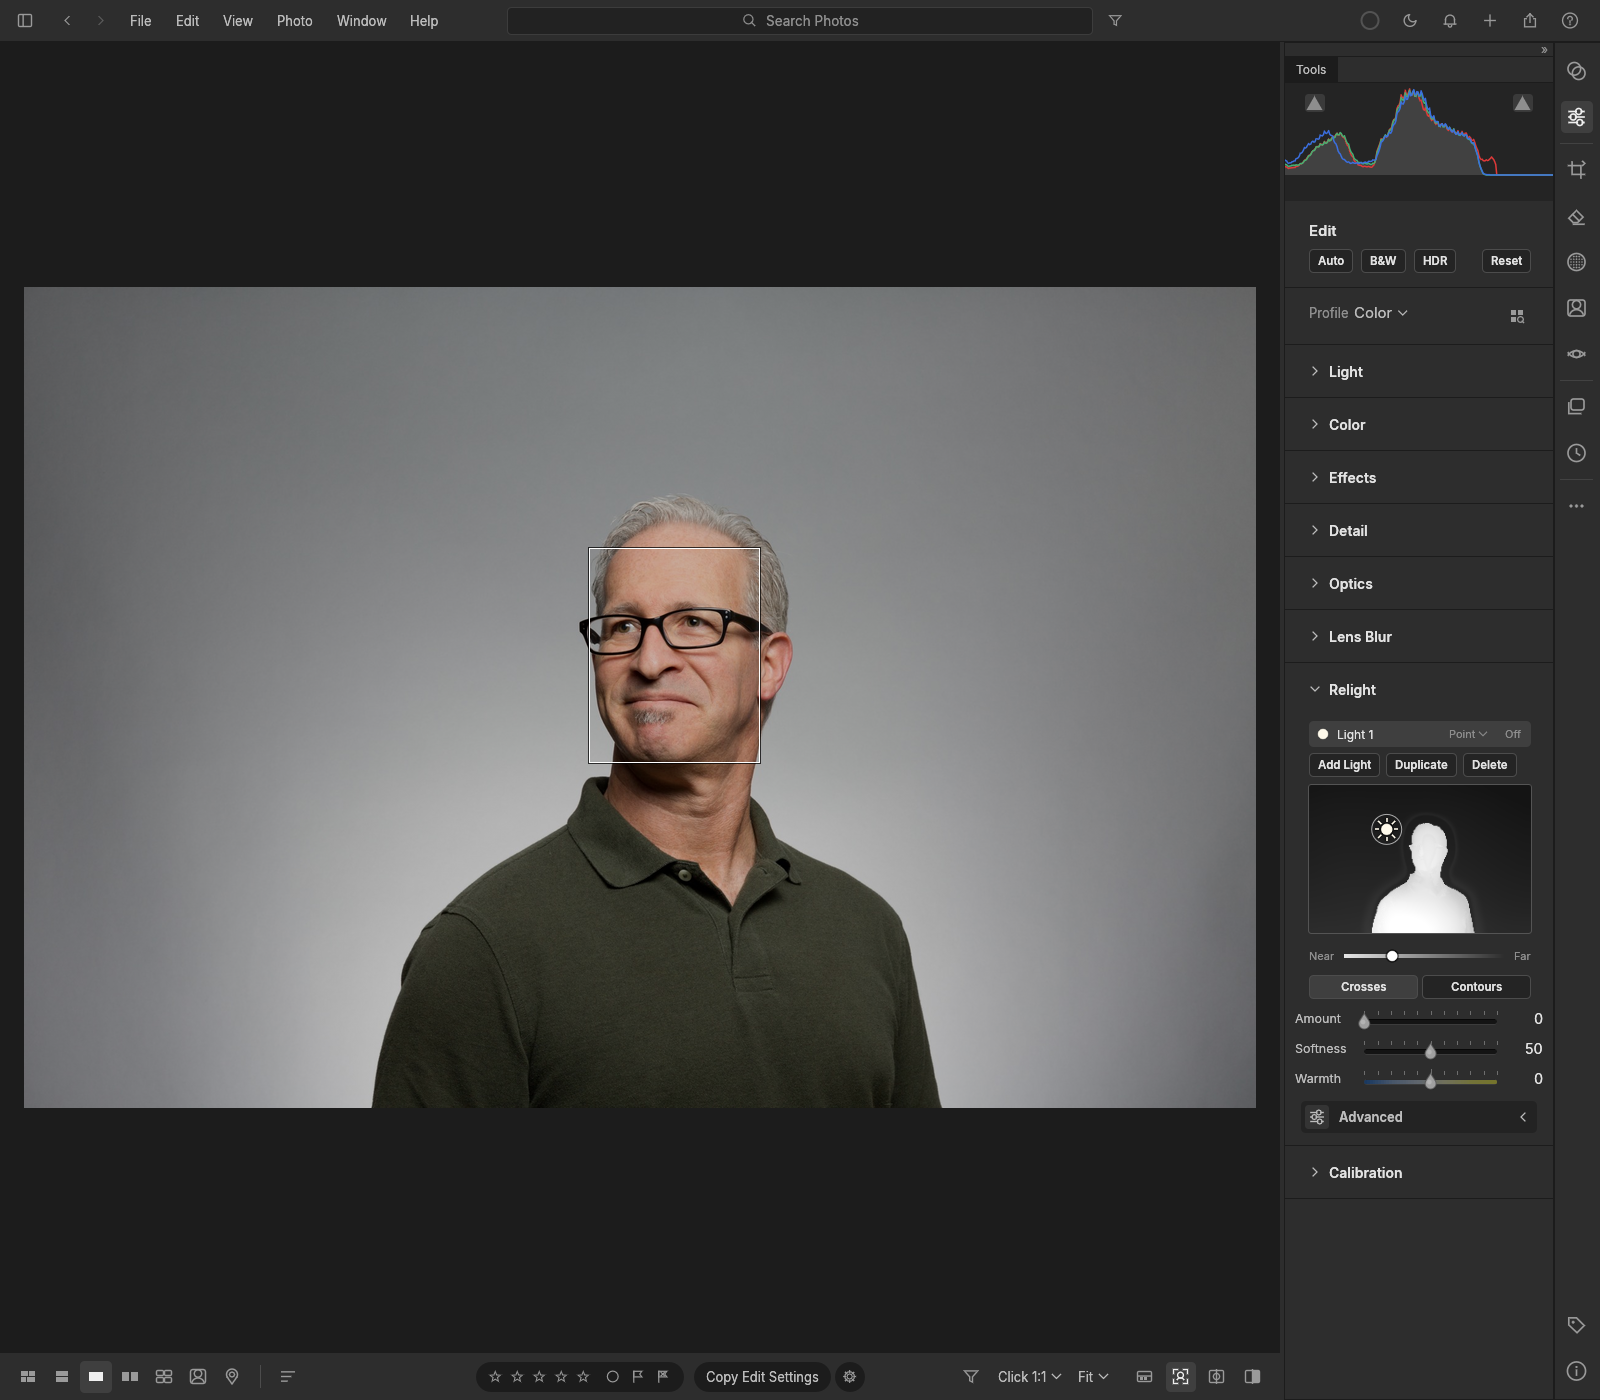 File Edit View Photo Window Help Search Photos
Tools
Edit
Auto B&W HDR Reset
Profile Color
Light
Color
Effects
Detail
Optics
Lens Blur
Relight
Light 1 Point Off
Add Light Duplicate Delete
Near Far
Crosses Contours
Amount 0
Softness 50
Warmth 0
Advanced
Calibration
Copy Edit Settings Click 1:1 Fit